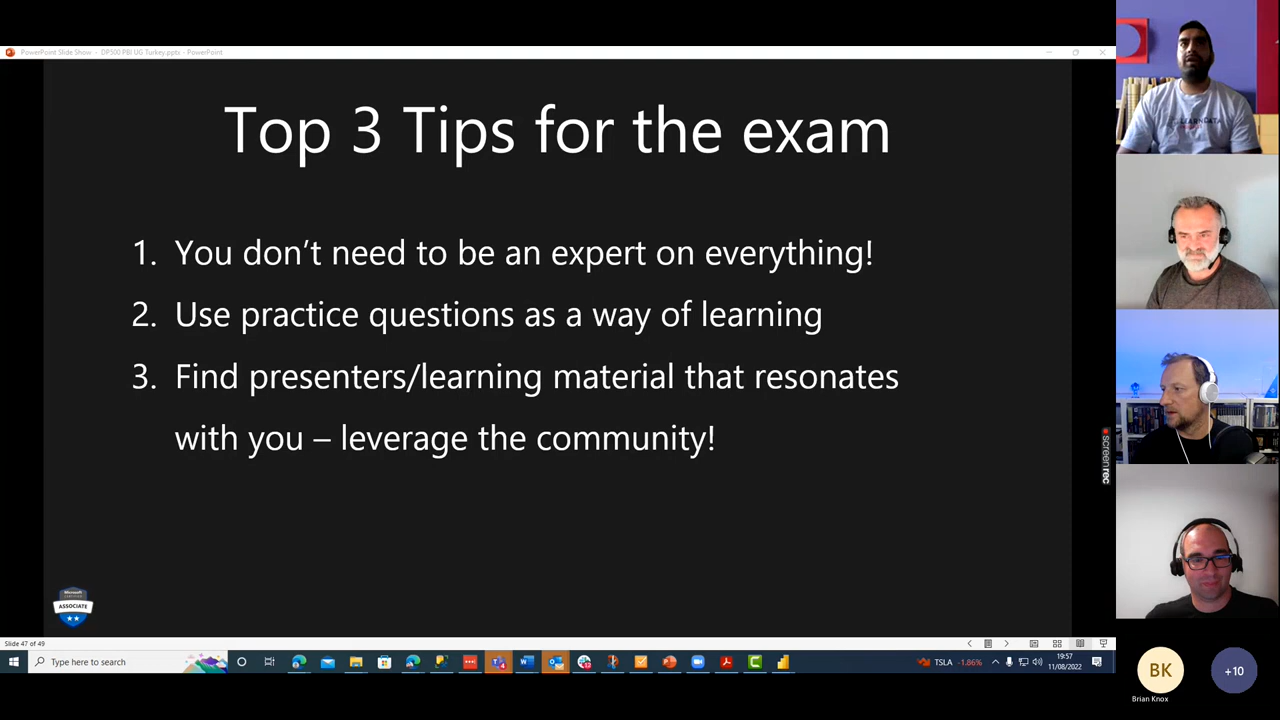 PowerPoint Slide Show - DP500 PBI UG Turkey.pptx - PowerPoint
Top 3 Tips for the exam
1. You don’t need to be an expert on everything!
2. Use practice questions as a way of learning
3. Find presenters/learning material that resonates
with you – leverage the community!
Microsoft
CERTIFIED
ASSOCIATE
Slide 47 of 49
Type here to search
TSLA -1.86%
19:57
11/08/2022
screenrec
LEARN DATA
BK
Brian Knox
+10